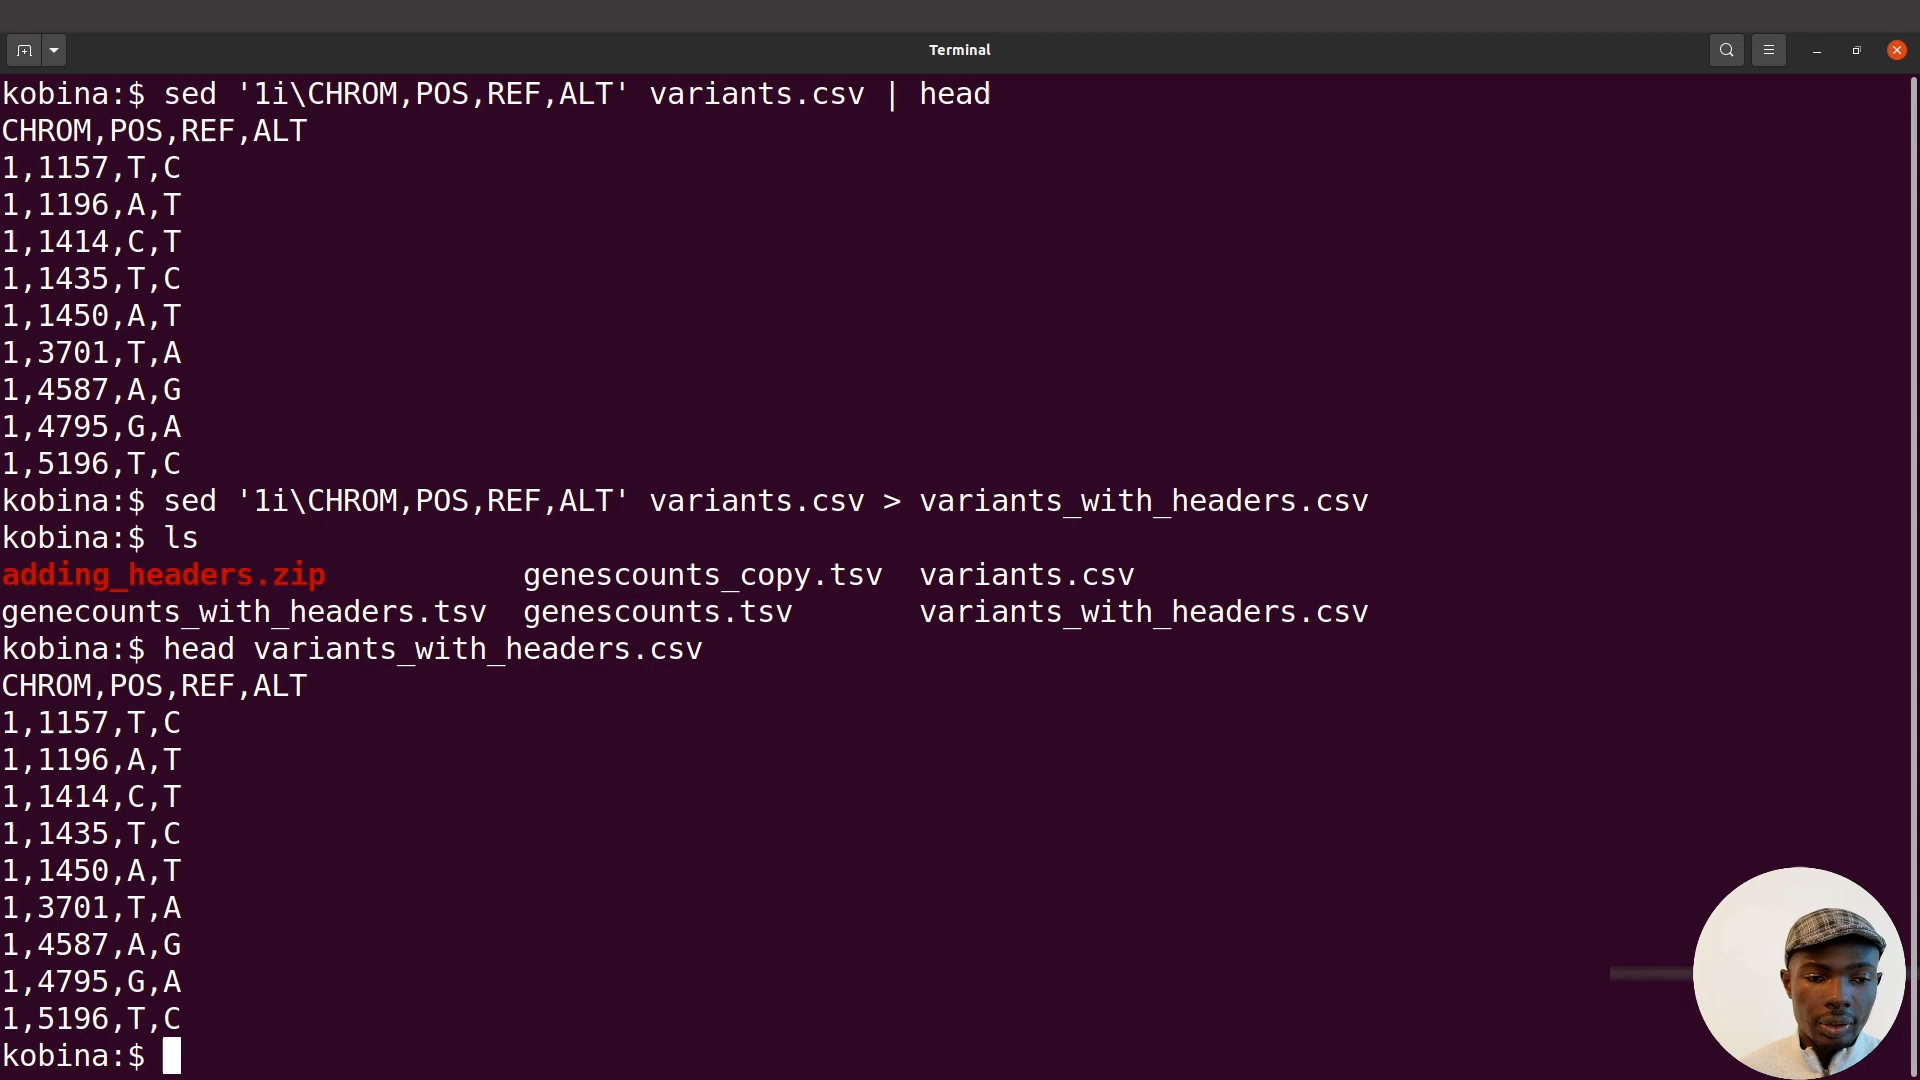 Terminal
kobina:$ sed '1i\CHROM,POS,REF,ALT' variants.csv | head
CHROM,POS,REF,ALT
1,1157,T,C
1,1196,A,T
1,1414,C,T
1,1435,T,C
1,1450,A,T
1,3701,T,A
1,4587,A,G
1,4795,G,A
1,5196,T,C
kobina:$ sed '1i\CHROM,POS,REF,ALT' variants.csv > variants_with_headers.csv
kobina:$ ls
adding_headers.zip genescounts_copy.tsv variants.csv
genecounts_with_headers.tsv genescounts.tsv variants_with_headers.csv
kobina:$ head variants_with_headers.csv
CHROM,POS,REF,ALT
1,1157,T,C
1,1196,A,T
1,1414,C,T
1,1435,T,C
1,1450,A,T
1,3701,T,A
1,4587,A,G
1,4795,G,A
1,5196,T,C
kobina:$